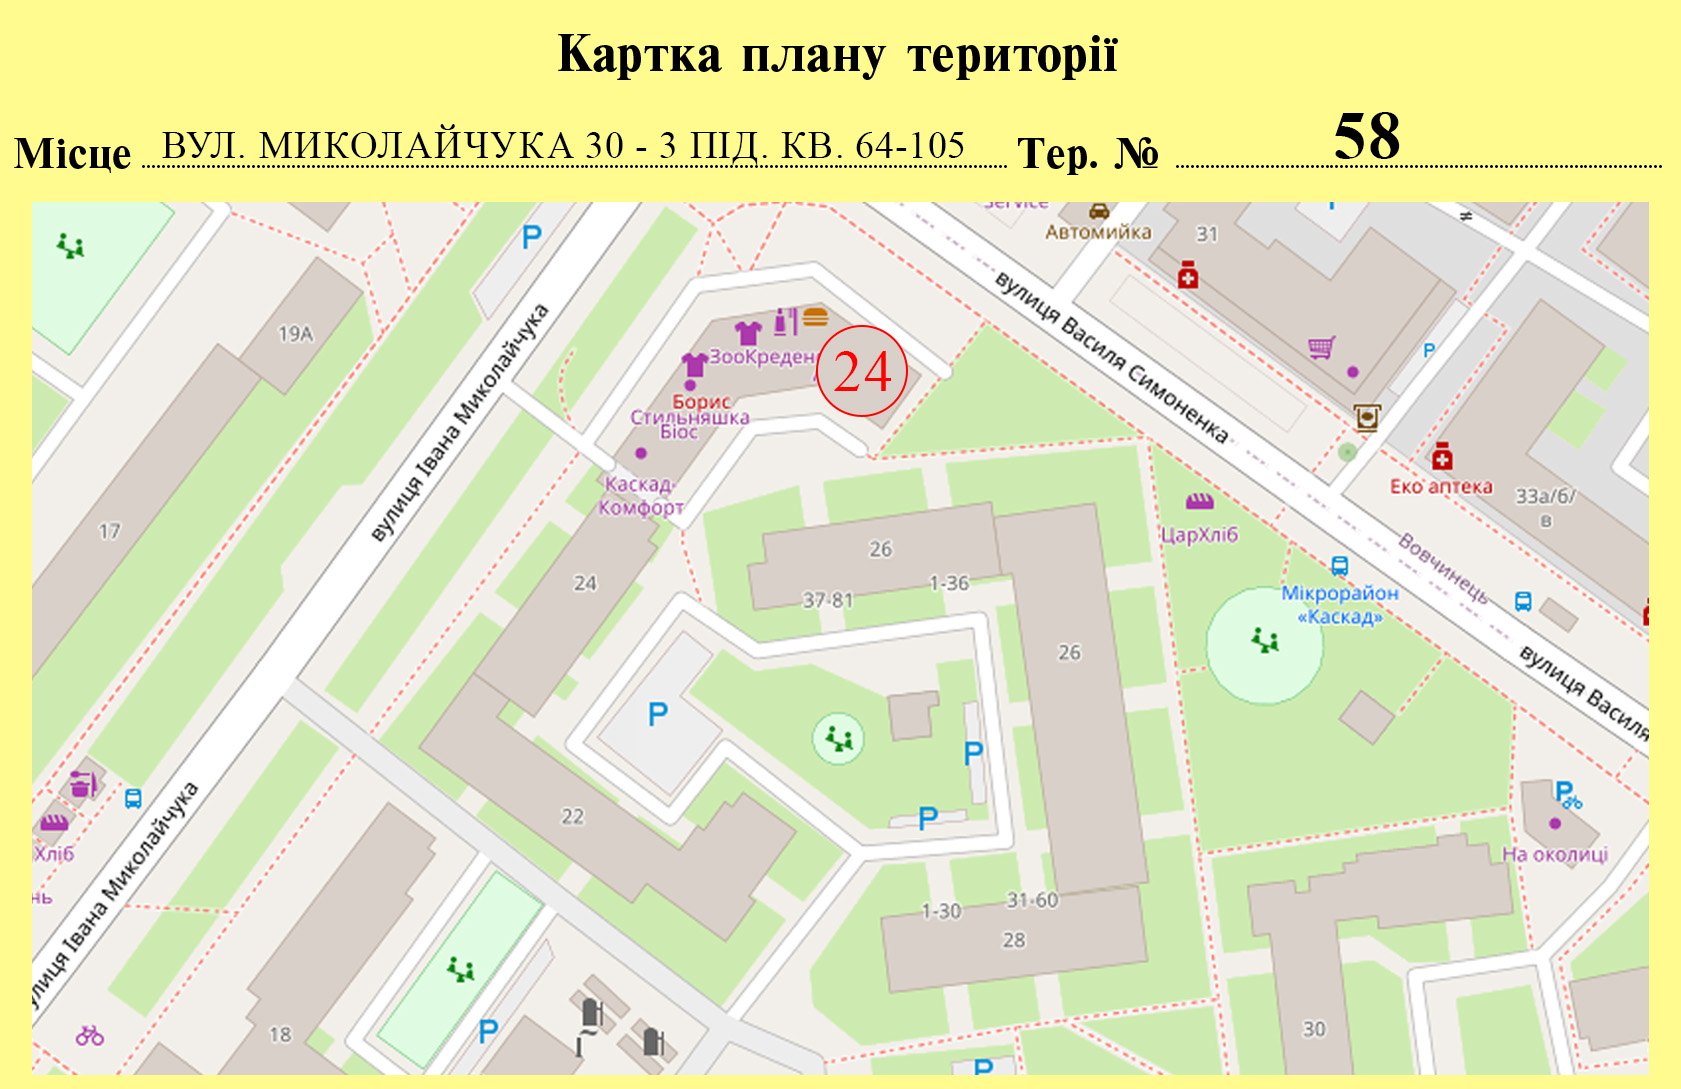 Картка плану території
Місце ВУЛ. МИКОЛАЙЧУКА 30 - 3 ПІД. КВ. 64-105 Тер. № 58
Service
P
Автомийка
31
P
19А
вулиця Василя Симоненка
ЗооКреденс
24
P
Борис
Стильняшка
Біос
вулиця Івана Миколайчука
Каскад-
Комфорт
Еко аптека
33а/б/
в
17
ЦарХліб
26
24
37-81
1-36
Вовчинець
Мікрорайон
«Каскад»
26
вулиця Василя
P
P
22
P
P
вулиця Івана Миколайчука
Хліб
На околиці
нь
1-30
31-60
28
18
P
30
P